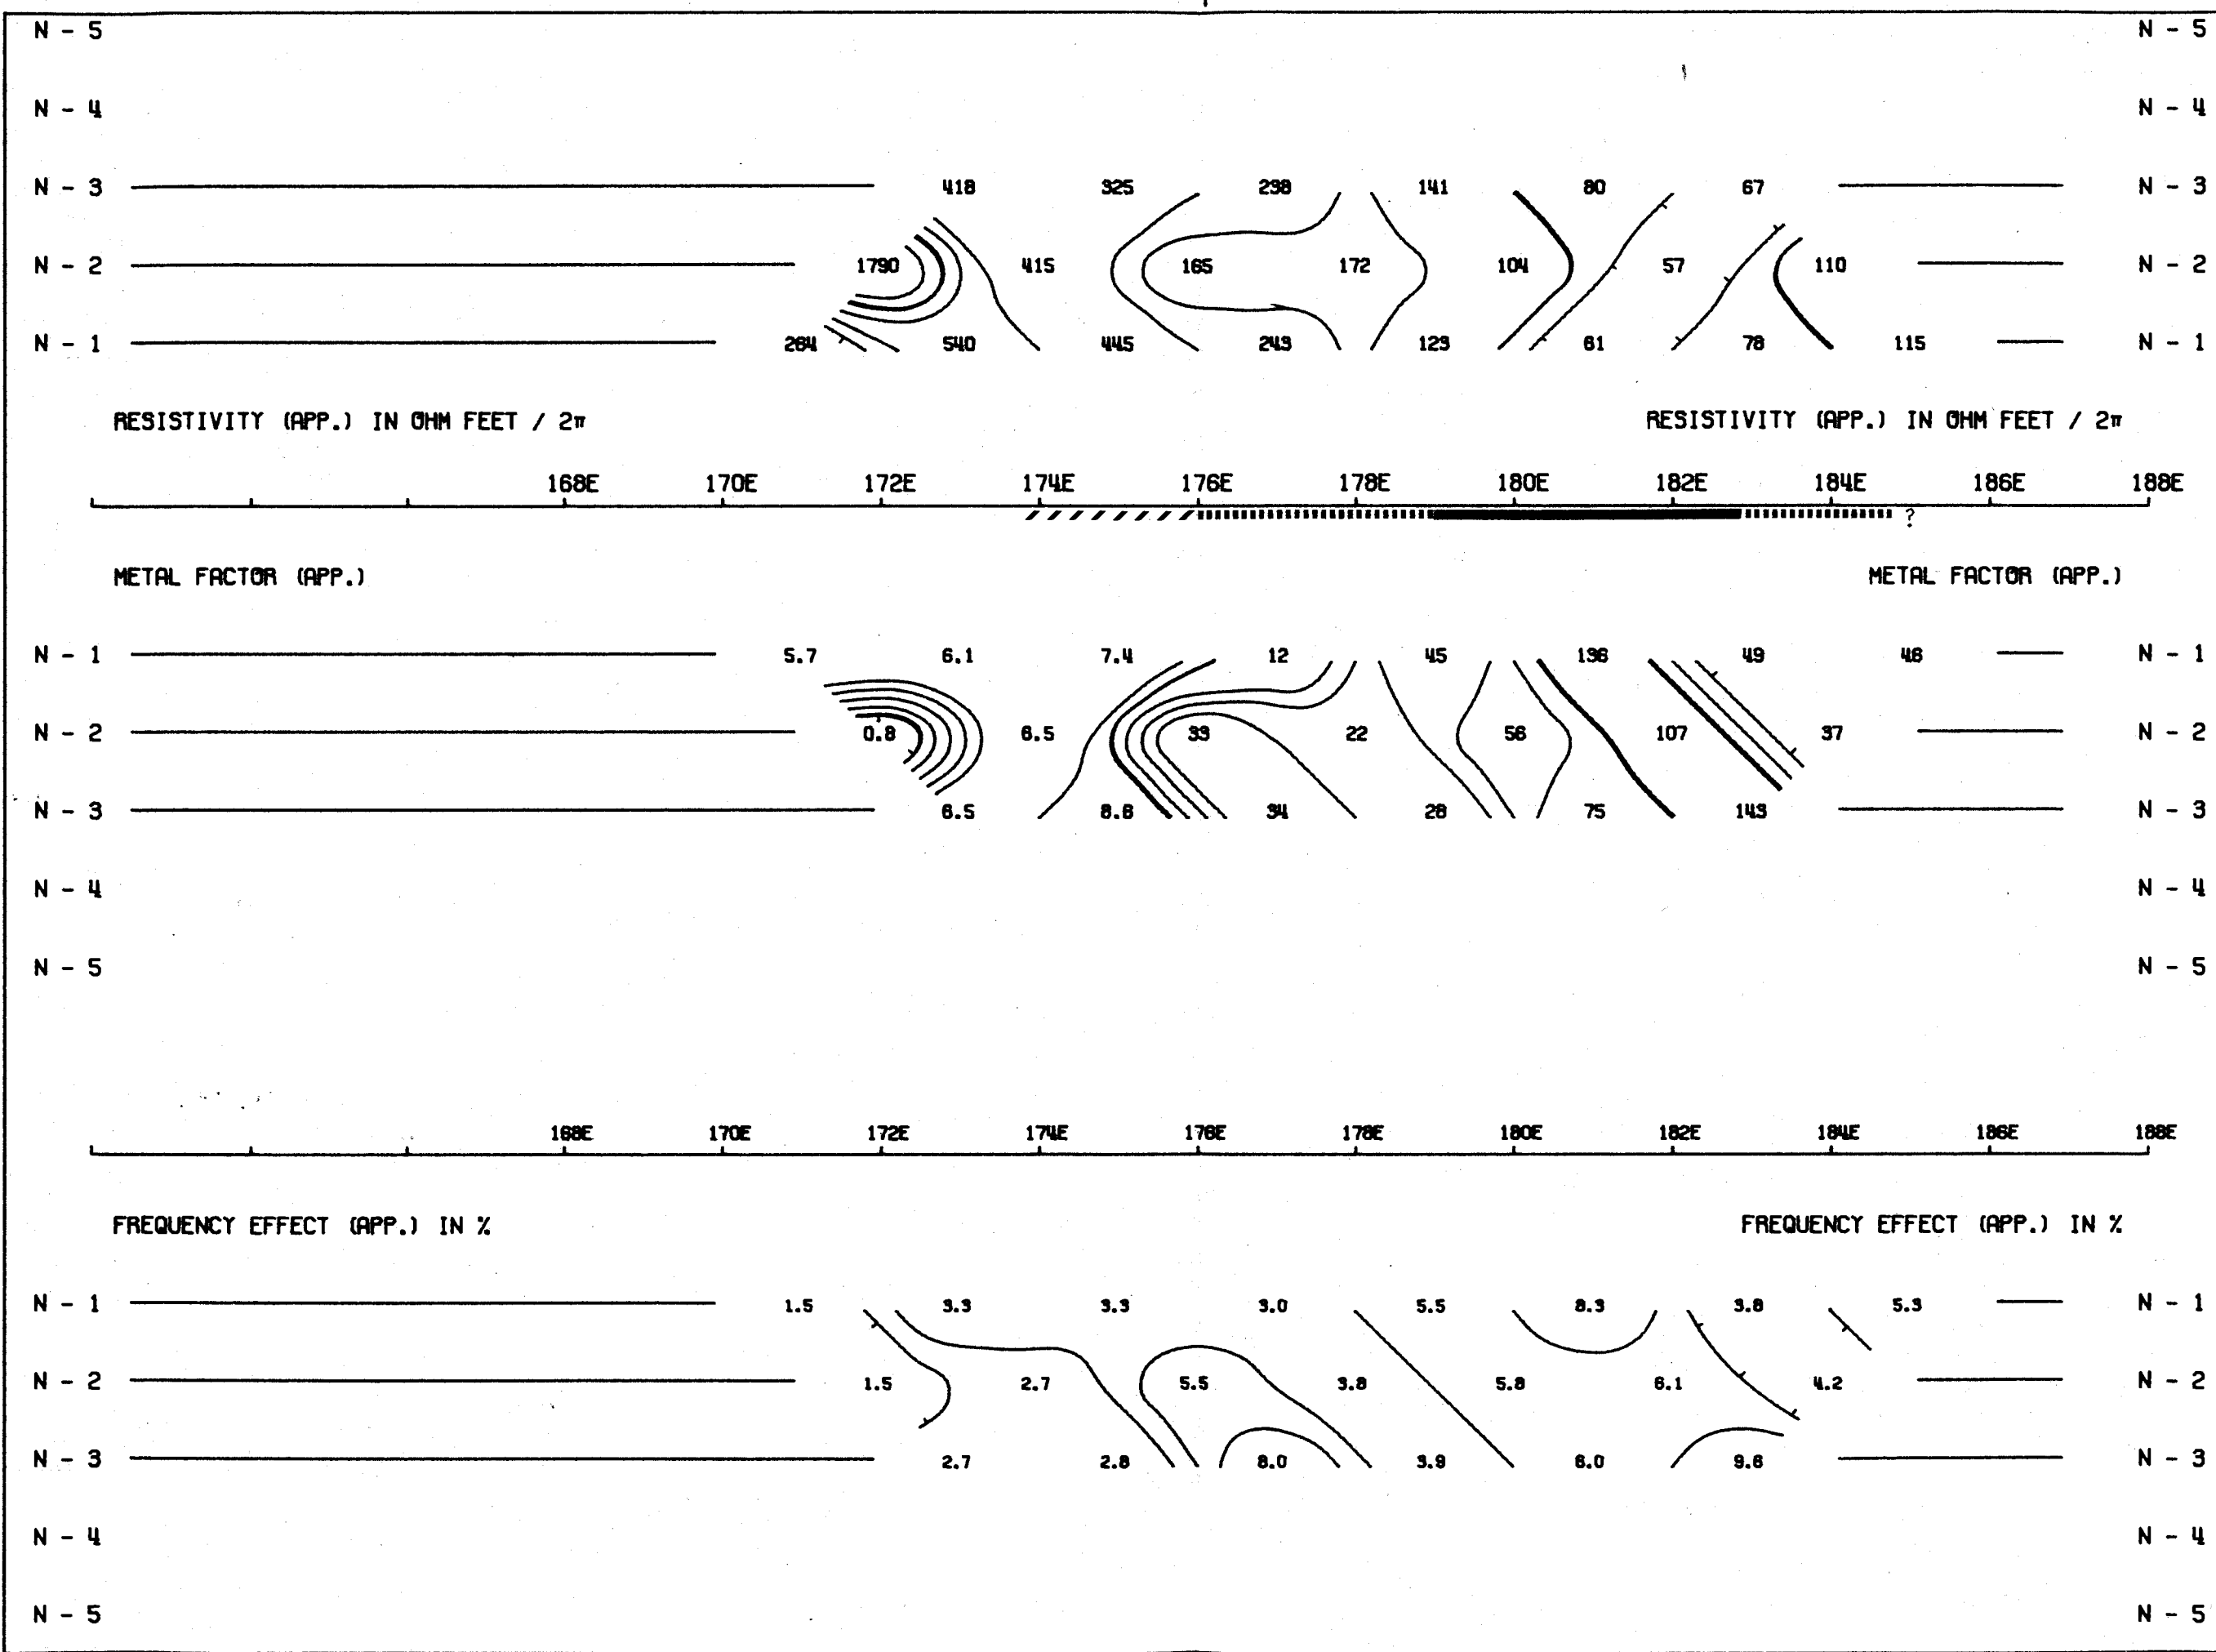 N - 5 N - 5
N - 4 N - 4
N - 3 418 325 238 141 80 67 N - 3
N - 2 1790 415 165 172 104 57 110 N - 2
N - 1 264 540 445 243 123 61 78 115 N - 1
RESISTIVITY (APP.) IN OHM FEET / 2π RESISTIVITY (APP.) IN OHM FEET / 2π
168E 170E 172E 174E 176E 178E 180E 182E 184E 186E 188E
?
METAL FACTOR (APP.) METAL FACTOR (APP.)
N - 1 5.7 6.1 7.4 12 45 136 49 46 N - 1
N - 2 0.8 6.5 33 22 56 107 37 N - 2
N - 3 6.5 8.6 34 28 75 143 N - 3
N - 4 N - 4
N - 5 N - 5
168E 170E 172E 174E 176E 178E 180E 182E 184E 186E 188E
FREQUENCY EFFECT (APP.) IN % FREQUENCY EFFECT (APP.) IN %
N - 1 1.5 3.3 3.3 3.0 5.5 8.3 3.8 5.3 N - 1
N - 2 1.5 2.7 5.5 3.8 5.8 6.1 4.2 N - 2
N - 3 2.7 2.8 8.0 3.9 6.0 9.6 N - 3
N - 4 N - 4
N - 5 N - 5